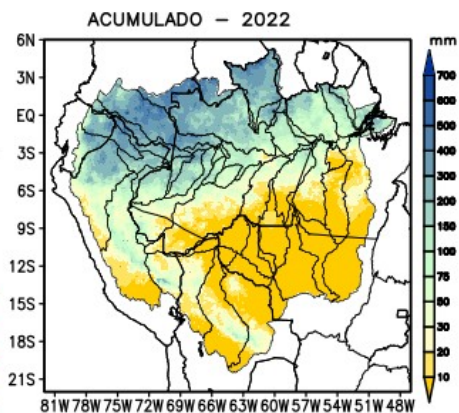 ACUMULADO – 2022
mm
6N
3N
EQ
3S
6S
9S
12S
15S
18S
21S
81W 78W 75W 72W 69W 66W 63W 60W 57W 54W 51W 48W
700
600
500
400
300
200
150
100
75
50
30
20
10